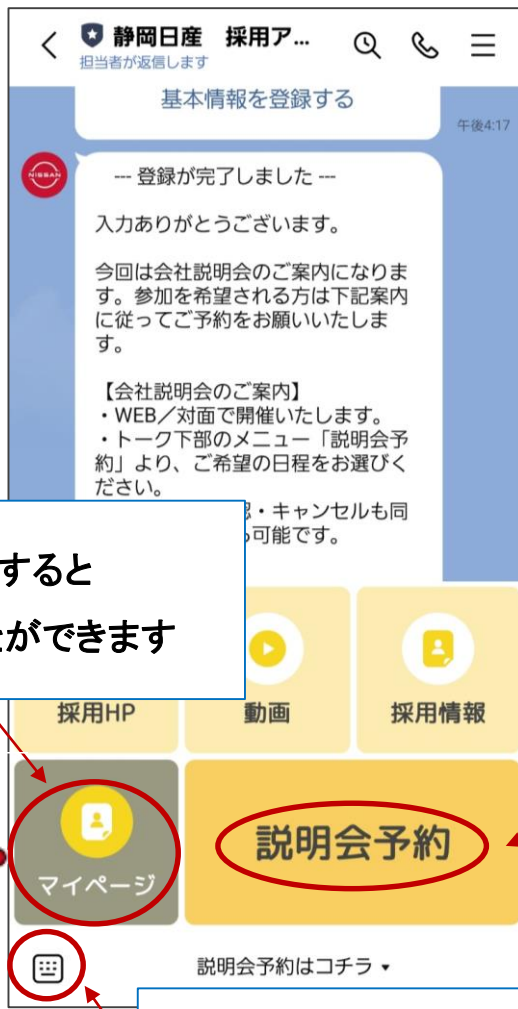 静岡日産 採用ア...
担当者が返信します
基本情報を登録する
午後4:17
NISSAN
--- 登録が完了しました ---
入力ありがとうございます。
今回は会社説明会のご案内になりま
す。参加を希望される方は下記案内
に従ってご予約をお願いいたしま
す。
【会社説明会のご案内】
・WEB／対面で開催いたします。
・トーク下部のメニュー「説明会予
約」より、ご希望の日程をお選びく
ださい。
・キャンセルも同
可能です。
すると
ができます
採用HP
動画
採用情報
マイページ
説明会予約
説明会予約はコチラ ▾